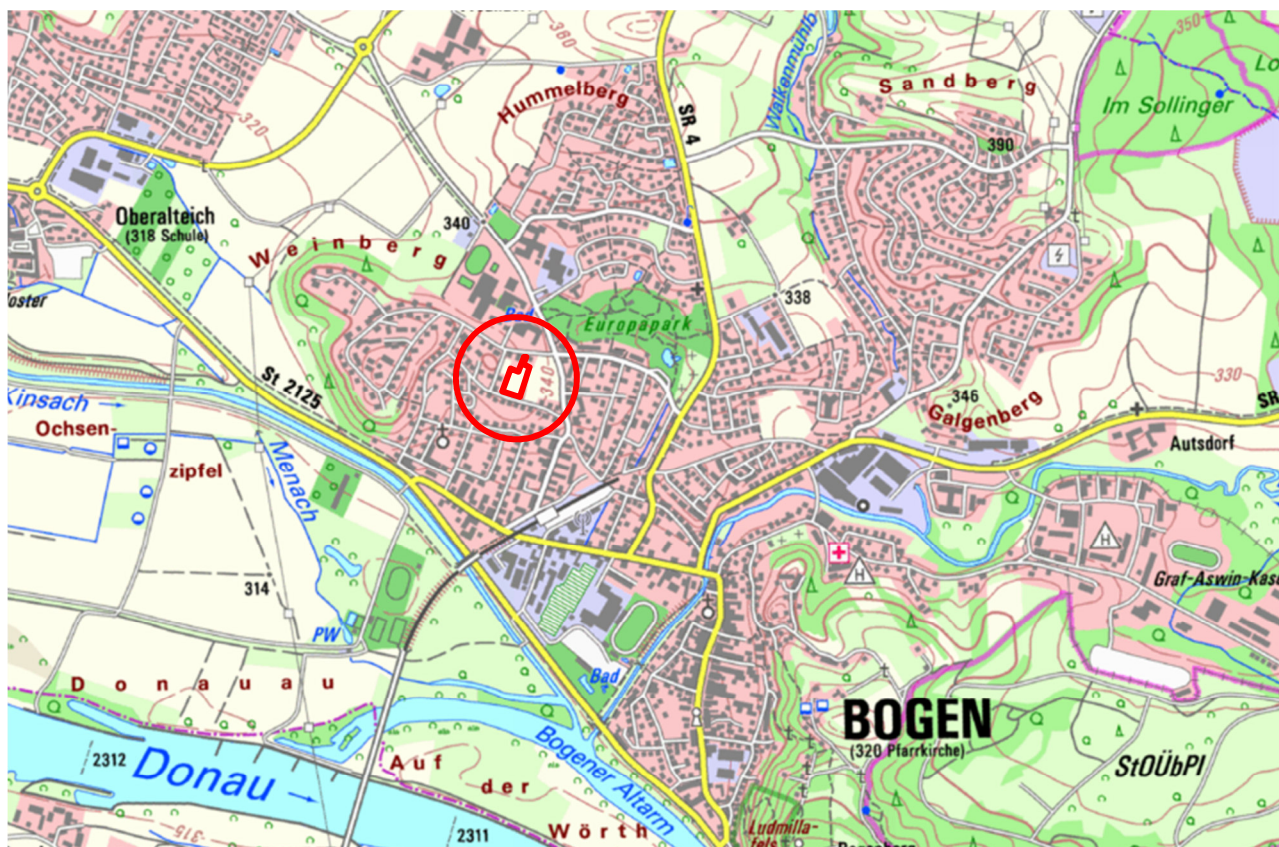 360
350
Hummelberg
SR 4
Sandberg
Im Sollinger
320
390
Oberalteich
(318 Schule)
340
Weinberg
338
Europapark
340
St 2125
346
Galgenberg
330
SR
Kinsach
Ochsen-
zipfel
Menach
Autsdorf
H
H
314
PW
Graf-Aswin-Kas
Bad
Donauau
BOGEN
(320 Pfarrkirche)
StOÜbPl
2312
Donau
Auf
der
Wörth
Bogener Altarm
315
2311
Ludmilla-
fels